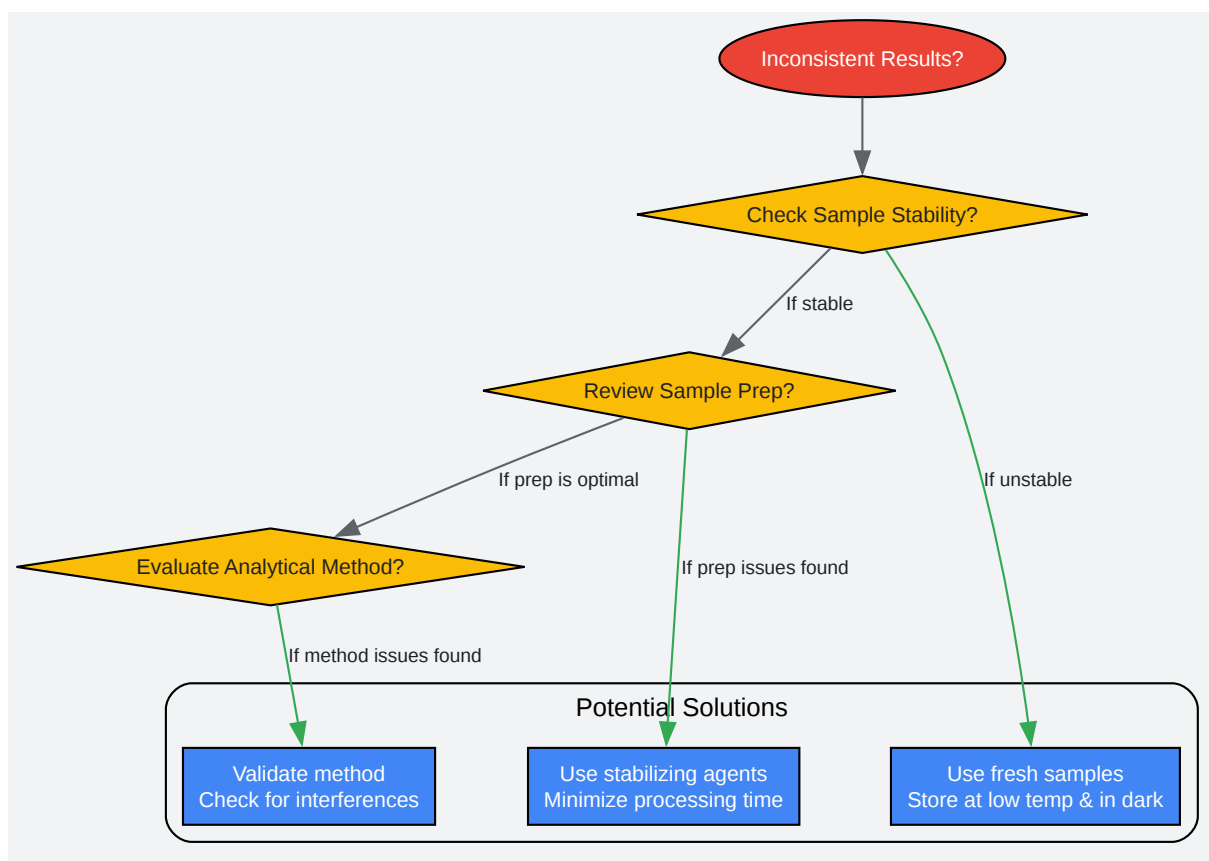 Inconsistent Results?
Check Sample Stability?
If stable
Review Sample Prep?
If prep is optimal
If unstable
Evaluate Analytical Method?
If prep issues found
If method issues found
Potential Solutions
Validate method
Check for interferences
Use stabilizing agents
Minimize processing time
Use fresh samples
Store at low temp & in dark